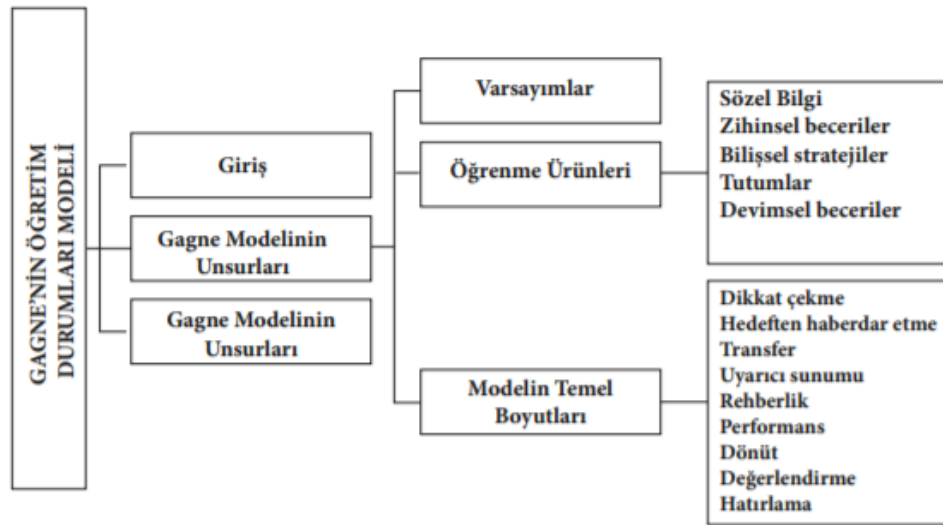 GAGNE'NİN ÖĞRETİM
DURUMLARI MODELİ
Giriş
Gagne Modelinin
Unsurları
Gagne Modelinin
Unsurları
Varsayımlar
Öğrenme Ürünleri
Modelin Temel
Boyutları
Sözel Bilgi
Zihinsel beceriler
Bilişsel stratejiler
Tutumlar
Devimsel beceriler
Dikkat çekme
Hedeften haberdar etme
Transfer
Uyarıcı sunumu
Rehberlik
Performans
Dönüt
Değerlendirme
Hatırlama